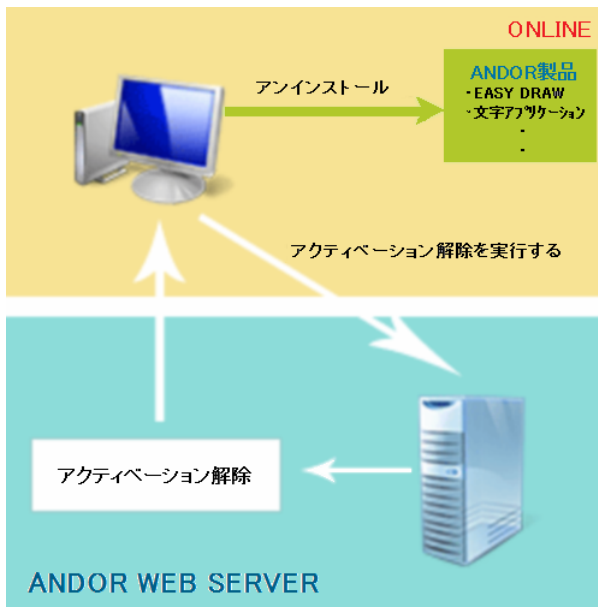 ONLINE
ANDOR製品
・EASY DRAW
・文字アプリケーション
・
・
アンインストール
アクティベーション解除を実行する
アクティベーション解除
ANDOR WEB SERVER